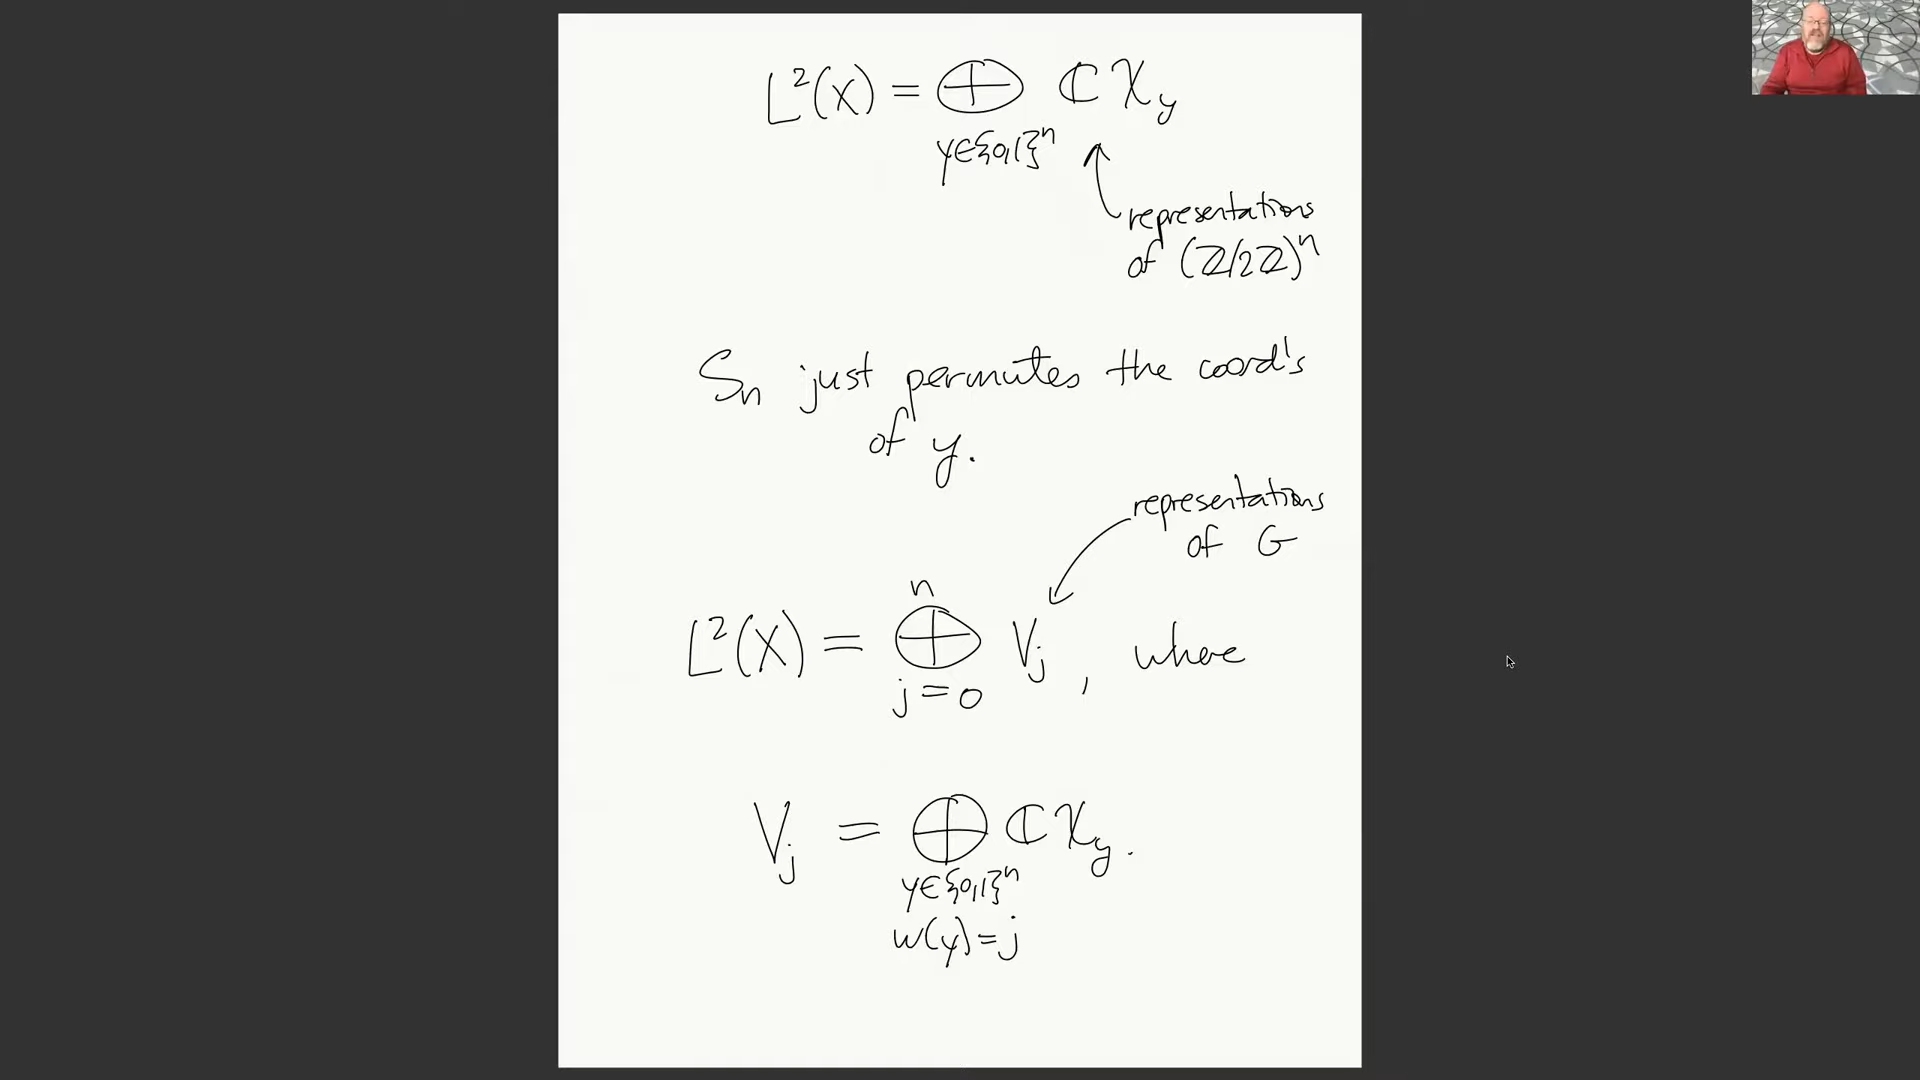 L²(X) = ⊕ ℂχ_y
y∈{0,1}ⁿ
representations
of (ℤ/2ℤ)ⁿ
Sₙ just permutes the coord's
of y.
representations
of G
n
L²(X) = ⊕ V_j , where
j=0
V_j = ⊕ ℂχ_y.
y∈{0,1}ⁿ
w(y)=j